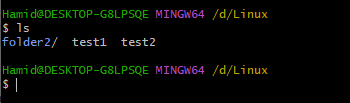 Hamid@DESKTOP-G8LPSQE MINGW64 /d/Linux
$ ls
folder2/  test1  test2
Hamid@DESKTOP-G8LPSQE MINGW64 /d/Linux
$